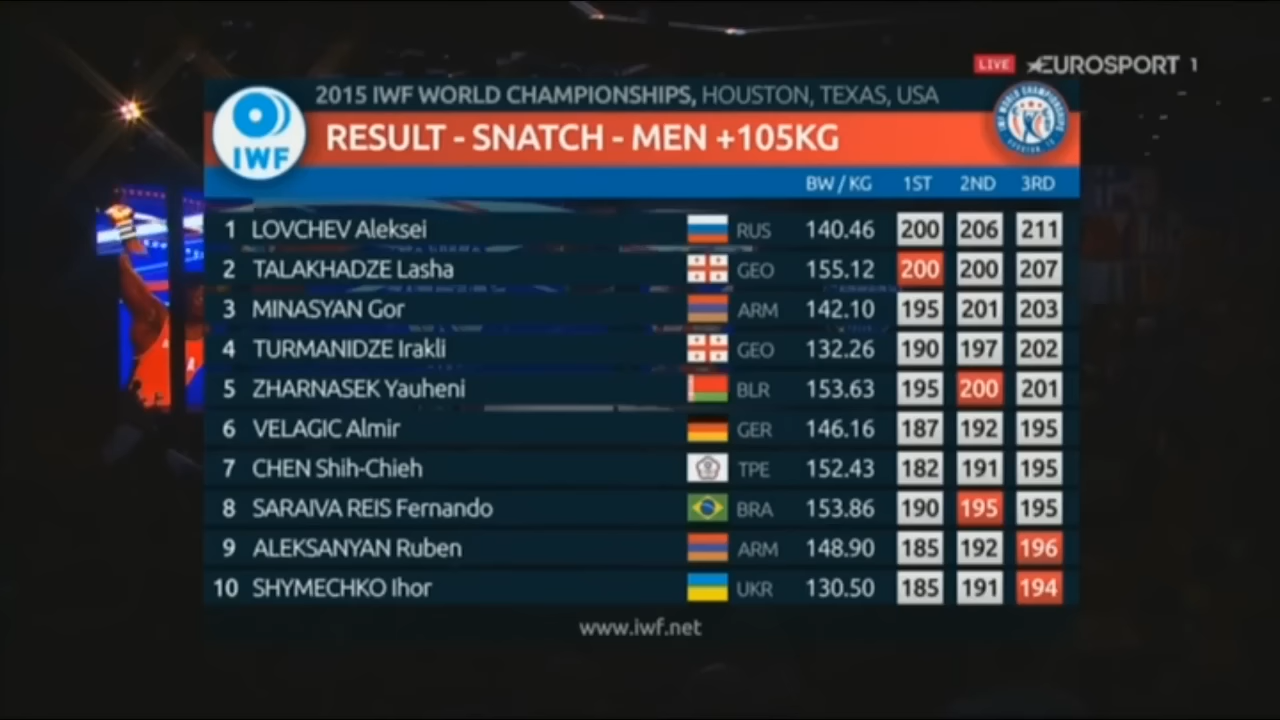 LIVE EUROSPORT 1
2015 IWF WORLD CHAMPIONSHIPS, HOUSTON, TEXAS, USA
IWF
RESULT - SNATCH - MEN +105KG
BW / KG 1ST 2ND 3RD
1 LOVCHEV Aleksei RUS 140.46 200 206 211
2 TALAKHADZE Lasha GEO 155.12 200 200 207
3 MINASYAN Gor ARM 142.10 195 201 203
4 TURMANIDZE Irakli GEO 132.26 190 197 202
5 ZHARNASEK Yauheni BLR 153.63 195 200 201
6 VELAGIC Almir GER 146.16 187 192 195
7 CHEN Shih-Chieh TPE 152.43 182 191 195
8 SARAIVA REIS Fernando BRA 153.86 190 195 195
9 ALEKSANYAN Ruben ARM 148.90 185 192 196
10 SHYMECHKO Ihor UKR 130.50 185 191 194
www.iwf.net